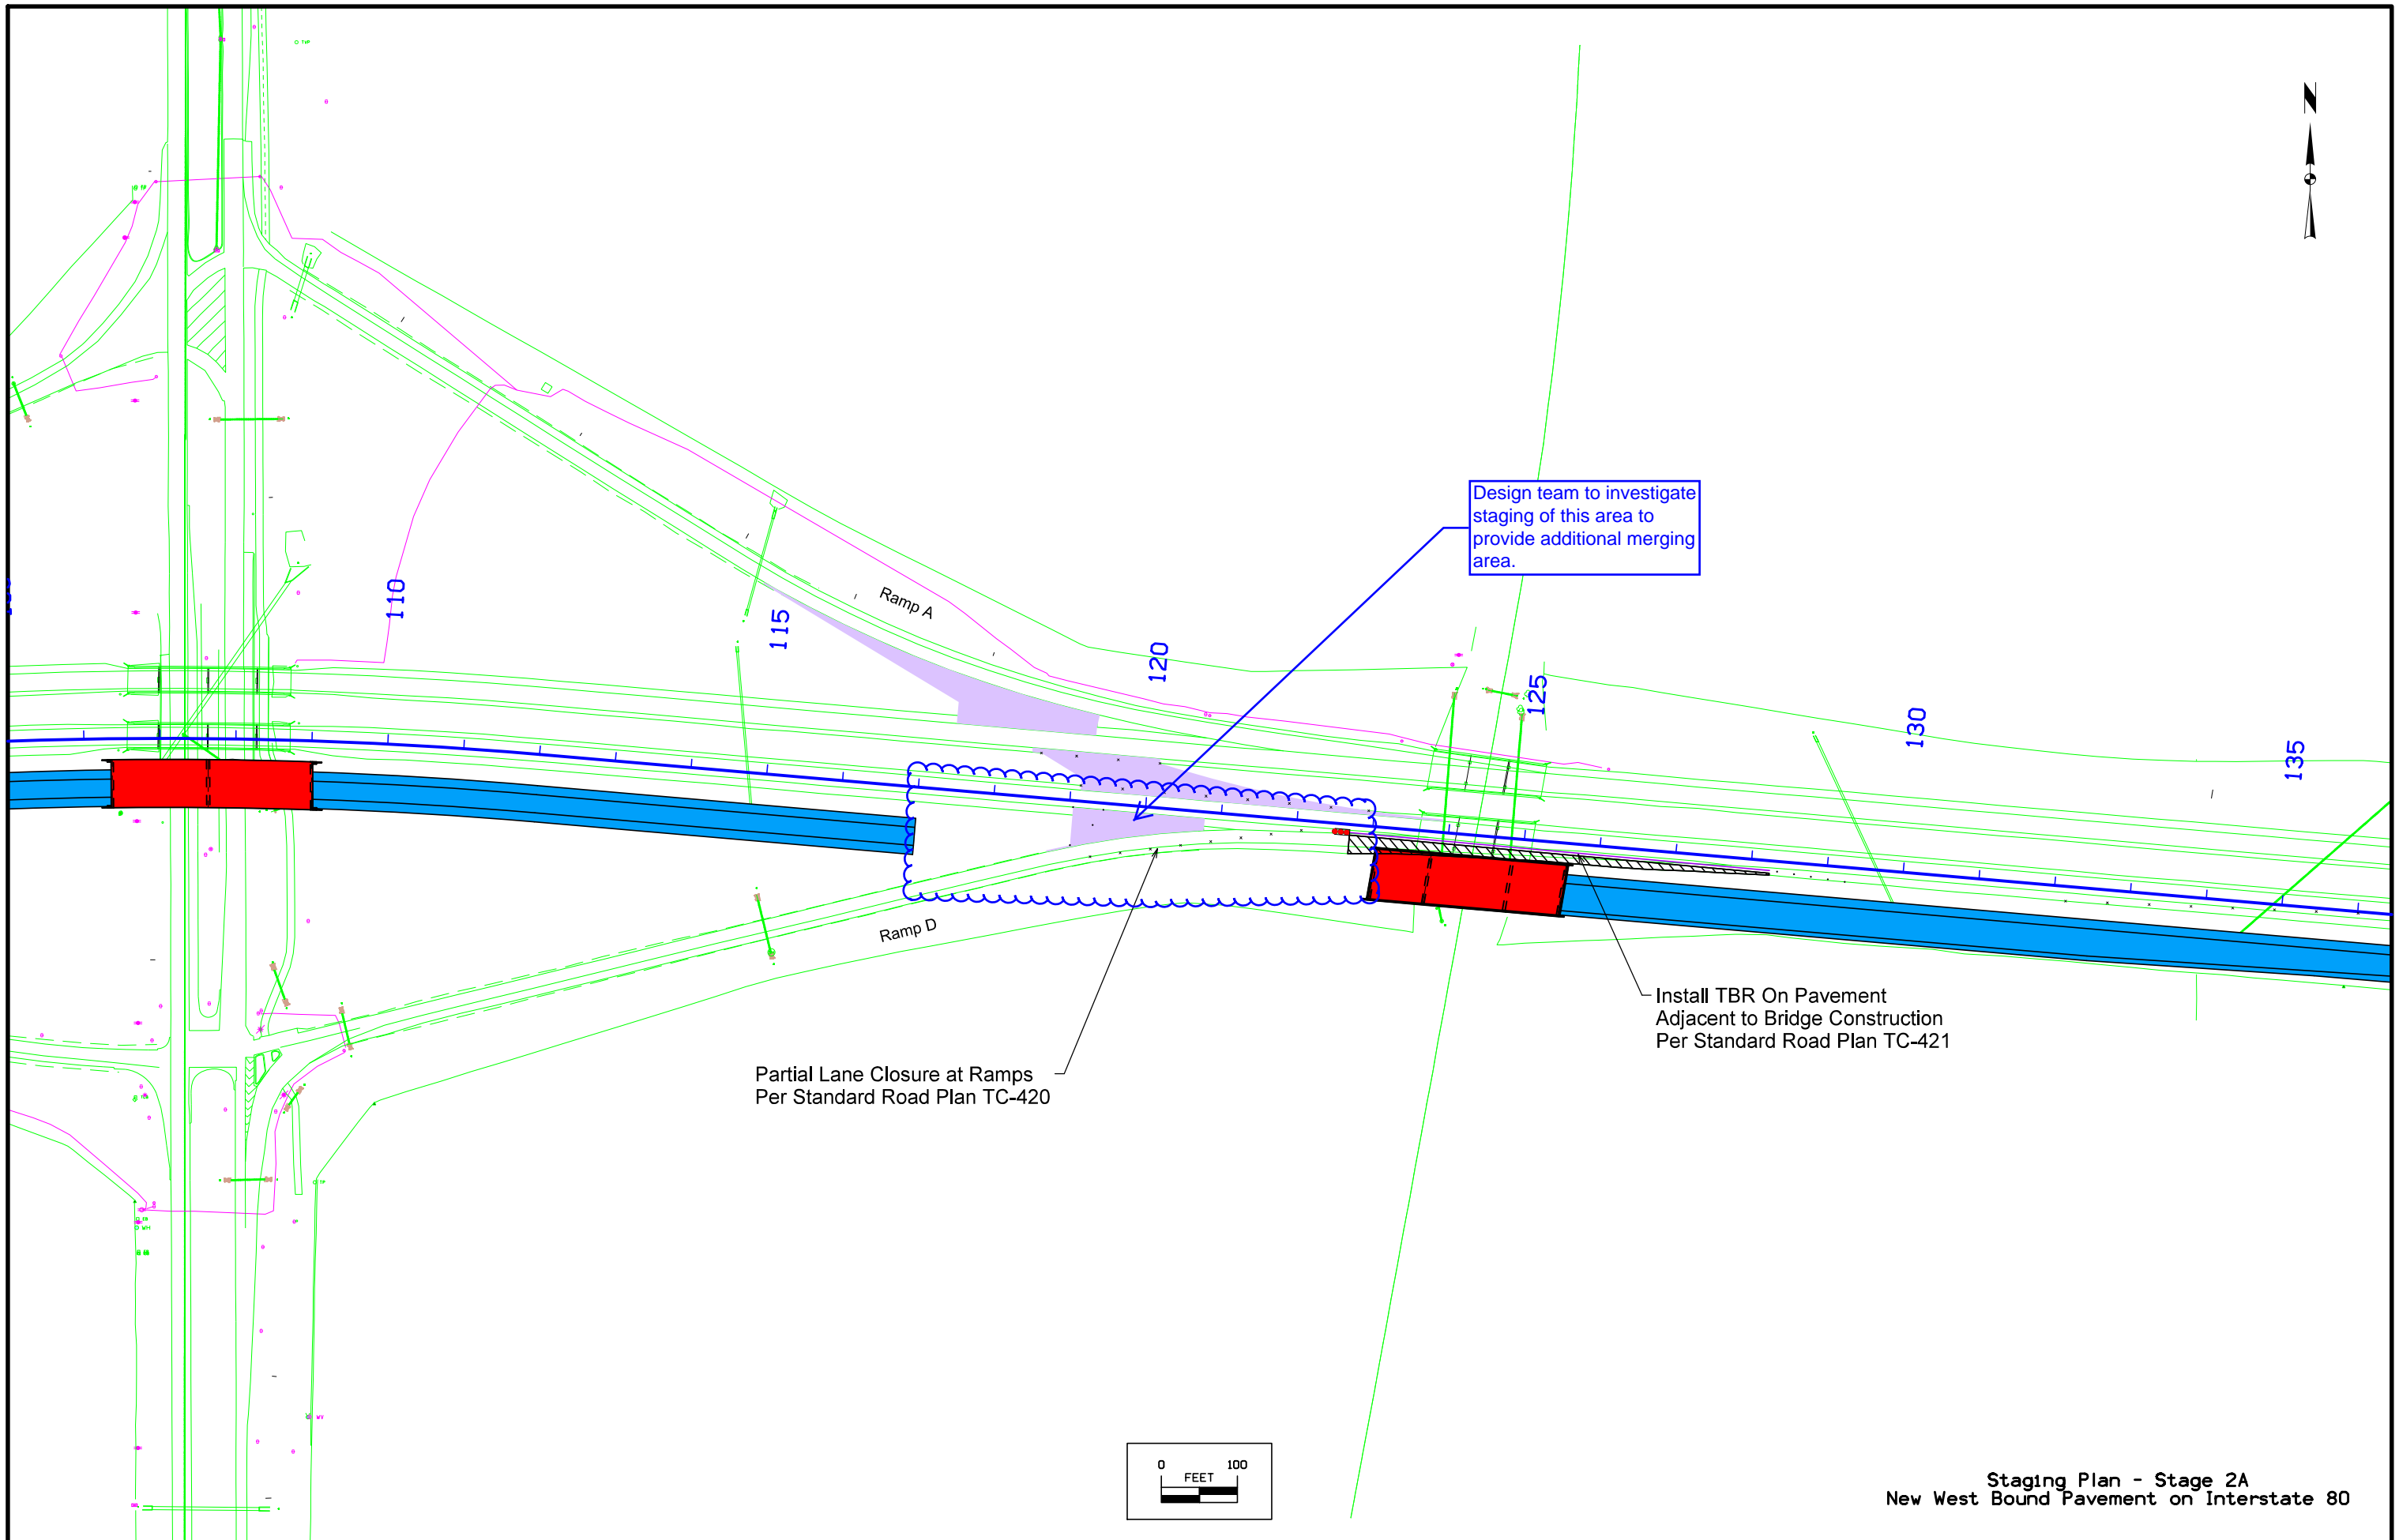 N
Design team to investigate
staging of this area to
provide additional merging
area.
Ramp A
110
115
120
125
130
135
Ramp D
Install TBR On Pavement
Adjacent to Bridge Construction
Per Standard Road Plan TC-421
Partial Lane Closure at Ramps
Per Standard Road Plan TC-420
0 100
FEET
Staging Plan - Stage 2A
New West Bound Pavement on Interstate 80